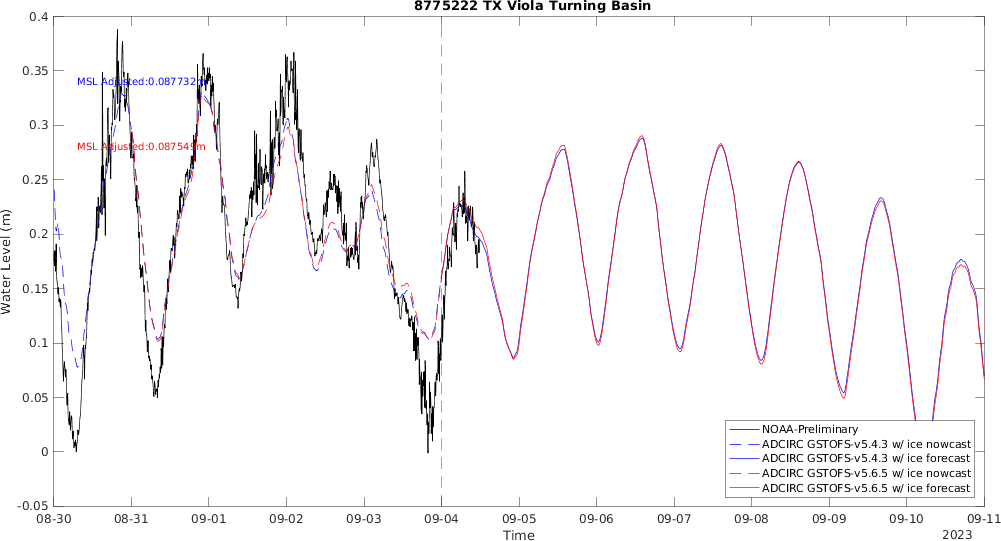 8775222 TX Viola Turning Basin
0.4
0.35
0.3
0.25
0.2
0.15
0.1
0.05
0
-0.05
Water Level (m)
MSL Adjusted:0.087732m
MSL Adjusted:0.087549m
NOAA-Preliminary
ADCIRC GSTOFS-v5.4.3 w/ ice nowcast
ADCIRC GSTOFS-v5.4.3 w/ ice forecast
ADCIRC GSTOFS-v5.6.5 w/ ice nowcast
ADCIRC GSTOFS-v5.6.5 w/ ice forecast
08-30 08-31 09-01 09-02 09-03 09-04 09-05 09-06 09-07 09-08 09-09 09-10 09-11
Time
2023